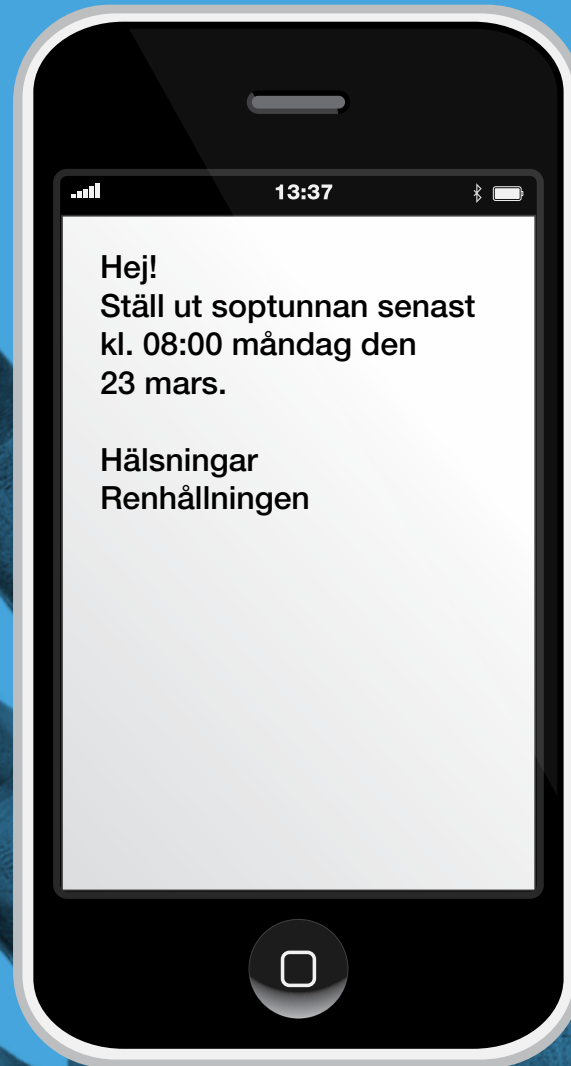 13:37
Hej!
Ställ ut soptunnan senast
kl. 08:00 måndag den
23 mars.
Hälsningar
Renhållningen